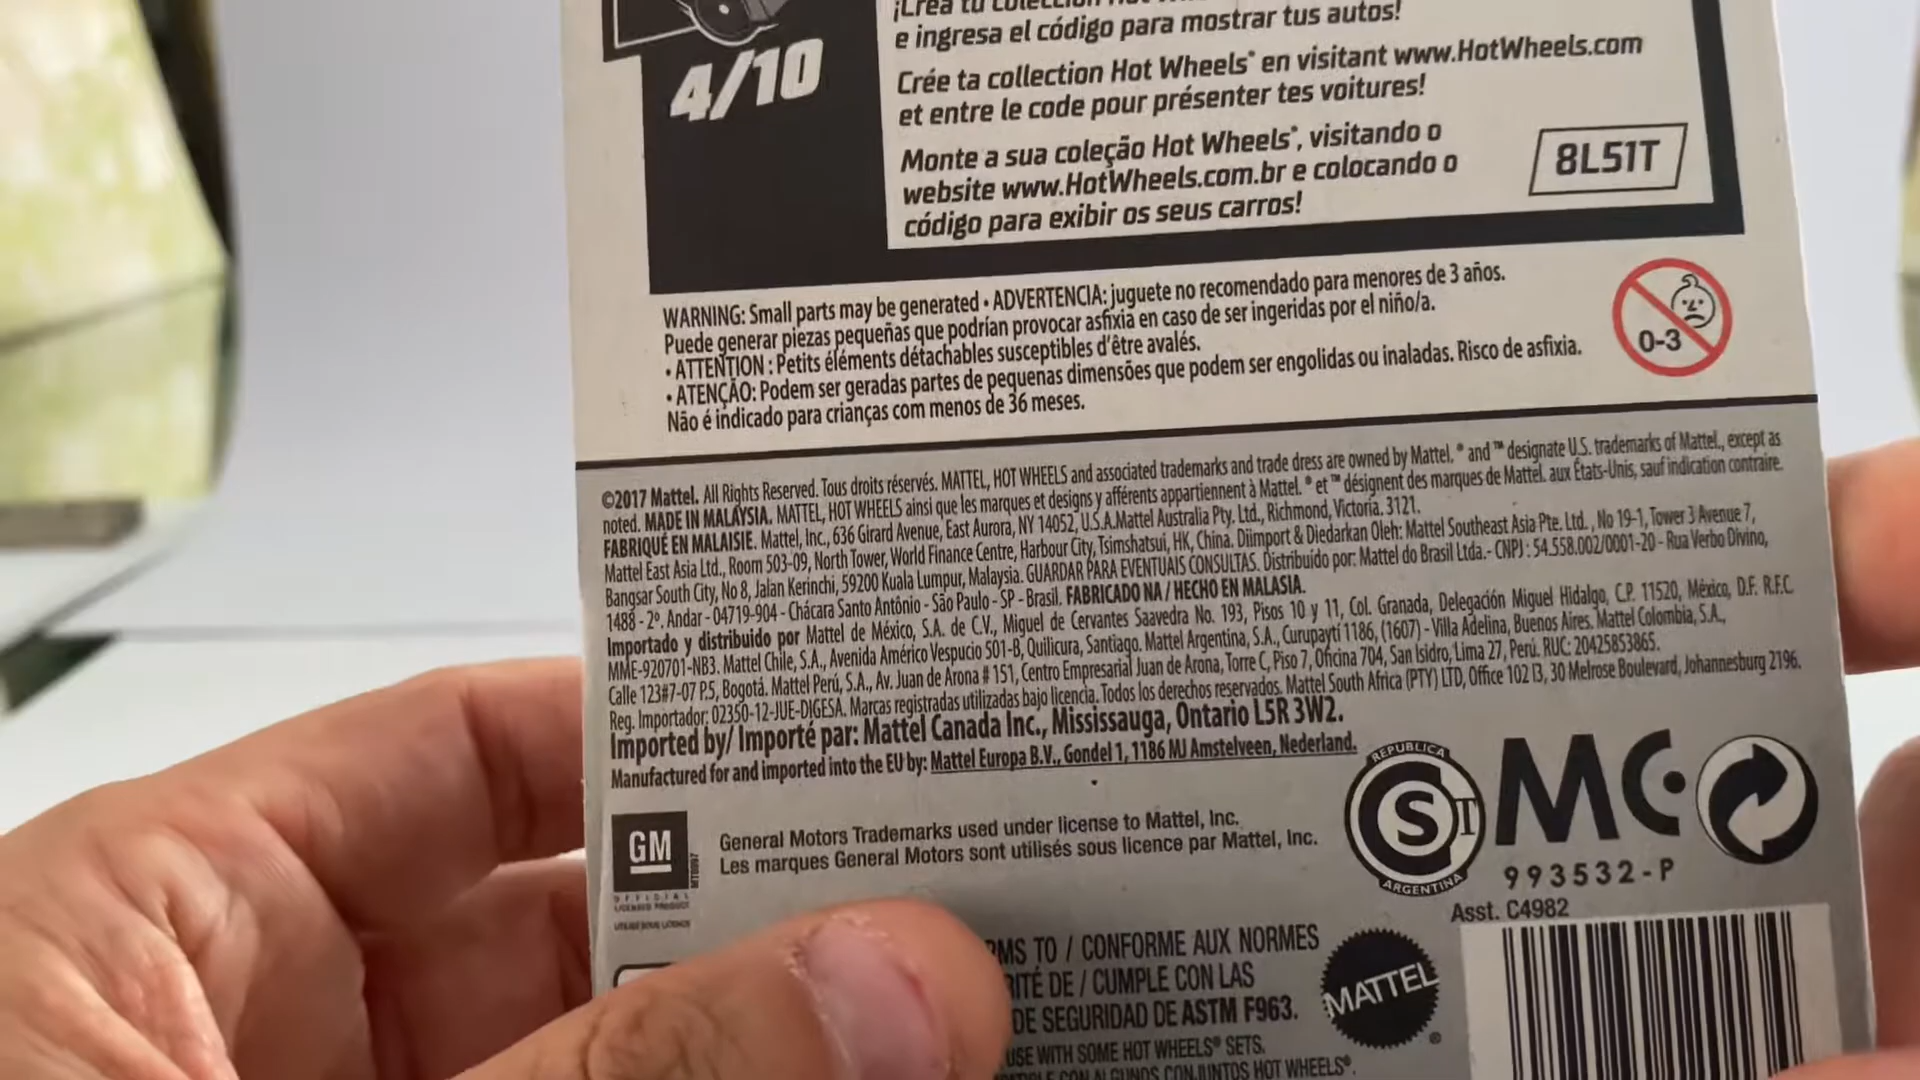 ¡Crea tu colección
e ingresa el código para mostrar tus autos!
Crée ta collection Hot Wheels® en visitant www.HotWheels.com
et entre le code pour présenter tes voitures!
Monte a sua coleção Hot Wheels®, visitando o
website www.HotWheels.com.br e colocando o
código para exibir os seus carros!
4/10
8L51T
WARNING: Small parts may be generated • ADVERTENCIA: juguete no recomendado para menores de 3 años.
Puede generar piezas pequeñas que podrían provocar asfixia en caso de ser ingeridas por el niño/a.
• ATTENTION : Petits éléments détachables susceptibles d'être avalés.
• ATENÇÃO: Podem ser geradas partes de pequenas dimensões que podem ser engolidas ou inaladas. Risco de asfixia.
Não é indicado para crianças com menos de 36 meses.
0-3
©2017 Mattel. All Rights Reserved. Tous droits réservés. MATTEL, HOT WHEELS and associated trademarks and trade dress are owned by Mattel. ® and ™ designate U.S. trademarks of Mattel, except as
noted. MADE IN MALAYSIA. MATTEL, HOT WHEELS ainsi que les marques et designs y afférents appartiennent à Mattel. ® et ™ désignent des marques de Mattel. aux États-Unis, sauf indication contraire.
FABRIQUÉ EN MALAISIE. Mattel, Inc., 636 Girard Avenue, East Aurora, NY 14052, U.S.A.Mattel Australia Pty. Ltd., Richmond, Victoria. 3121.
Mattel East Asia Ltd., Room 503-09, North Tower, World Finance Centre, Harbour City, Tsimshatsui, HK, China. Diimport & Diedarkan Oleh: Mattel Southeast Asia Pte. Ltd. , No 19-1, Tower 3 Avenue 7,
Bangsar South City, No 8, Jalan Kerinchi, 59200 Kuala Lumpur, Malaysia. GUARDAR PARA EVENTUAIS CONSULTAS. Distribuído por: Mattel do Brasil Ltda.- CNPJ : 54.558.002/0001-20 - Rua Verbo Divino,
1488 - 2º. Andar - 04719-904 - Chácara Santo Antônio - São Paulo - SP - Brasil. FABRICADO NA / HECHO EN MALASIA.
Importado y distribuido por Mattel de México, S.A. de C.V., Miguel de Cervantes Saavedra No. 193, Pisos 10 y 11, Col. Granada, Delegación Miguel Hidalgo, C.P. 11520, México, D.F. R.F.C.
MME-920701-NB3. Mattel Chile, S.A., Avenida Américo Vespucio 501-B, Quilicura, Santiago. Mattel Argentina, S.A., Curupaytí 1186, (1607) - Villa Adelina, Buenos Aires. Mattel Colombia, S.A.,
Calle 123#7-07 P.5, Bogotá. Mattel Perú, S.A., Av. Juan de Arona # 151, Centro Empresarial Juan de Arona, Torre C, Piso 7, Oficina 704, San Isidro, Lima 27, Perú. RUC: 20425853865.
Reg. Importador: 02350-12-JUE-DIGESA. Marcas registradas utilizadas bajo licencia. Todos los derechos reservados. Mattel South Africa (PTY) LTD, Office 102 I3, 30 Melrose Boulevard, Johannesburg 2196.
Imported by/ Importé par: Mattel Canada Inc., Mississauga, Ontario L5R 3W2.
Manufactured for and imported into the EU by: Mattel Europa B.V., Gondel 1, 1186 MJ Amstelveen, Nederland.
GM
OFFICIAL
LICENSED PRODUCT
General Motors Trademarks used under license to Mattel, Inc.
Les marques General Motors sont utilisés sous licence par Mattel, Inc.
REPUBLICA
S T
ARGENTINA
MC
993532-P
Asst. C4982
MS TO / CONFORME AUX NORMES
RITÉ DE / CUMPLE CON LAS
DE SEGURIDAD DE ASTM F963.
USE WITH SOME HOT WHEELS® SETS.
CON ALGUNOS CONJUNTOS HOT WHEELS®.
MATTEL®